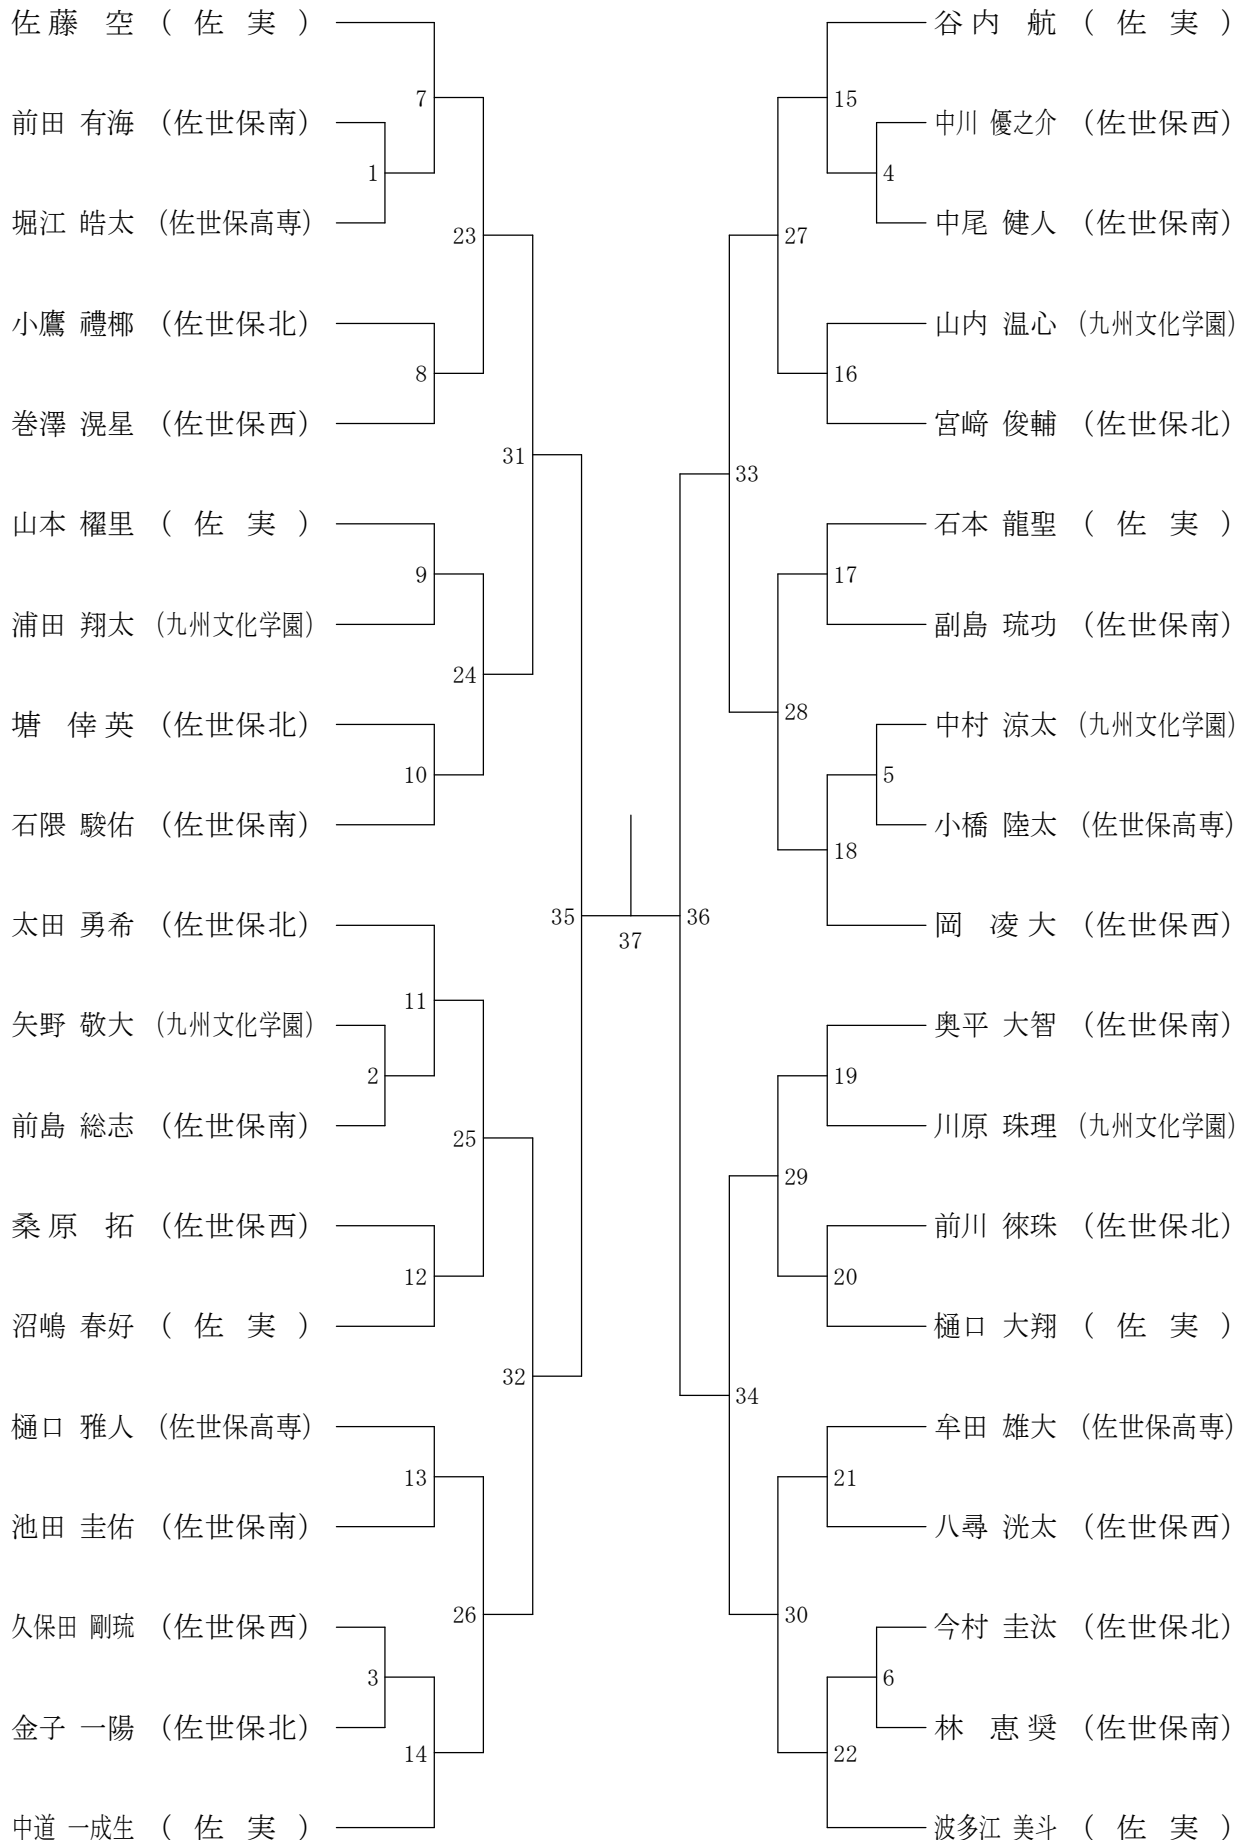 佐藤 空 （ 佐 実 ）
前田 有海 （佐世保南）
堀江 皓太 （佐世保高専）
小鷹 禮椰 （佐世保北）
巻澤 滉星 （佐世保西）
山本 櫂里 （ 佐 実 ）
浦田 翔太 （九州文化学園）
塘 倖英 （佐世保北）
石隈 駿佑 （佐世保南）
太田 勇希 （佐世保北）
矢野 敬大 （九州文化学園）
前島 総志 （佐世保南）
桑原 拓 （佐世保西）
沼嶋 春好 （ 佐 実 ）
樋口 雅人 （佐世保高専）
池田 圭佑 （佐世保南）
久保田 剛琉 （佐世保西）
金子 一陽 （佐世保北）
中道 一成生 （ 佐 実 ）
1
2
3
7
8
9
10
11
12
13
14
23
24
25
26
31
32
35
37
36
33
34
27
28
29
30
15
16
17
18
19
20
21
22
4
5
6
谷内 航 （ 佐 実 ）
中川 優之介 （佐世保西）
中尾 健人 （佐世保南）
山内 温心 （九州文化学園）
宮﨑 俊輔 （佐世保北）
石本 龍聖 （ 佐 実 ）
副島 琉功 （佐世保南）
中村 涼太 （九州文化学園）
小橋 陸太 （佐世保高専）
岡 凌大 （佐世保西）
奥平 大智 （佐世保南）
川原 珠理 （九州文化学園）
前川 徠珠 （佐世保北）
樋口 大翔 （ 佐 実 ）
牟田 雄大 （佐世保高専）
八尋 洸太 （佐世保西）
今村 圭汰 （佐世保北）
林 恵奨 （佐世保南）
波多江 美斗 （ 佐 実 ）